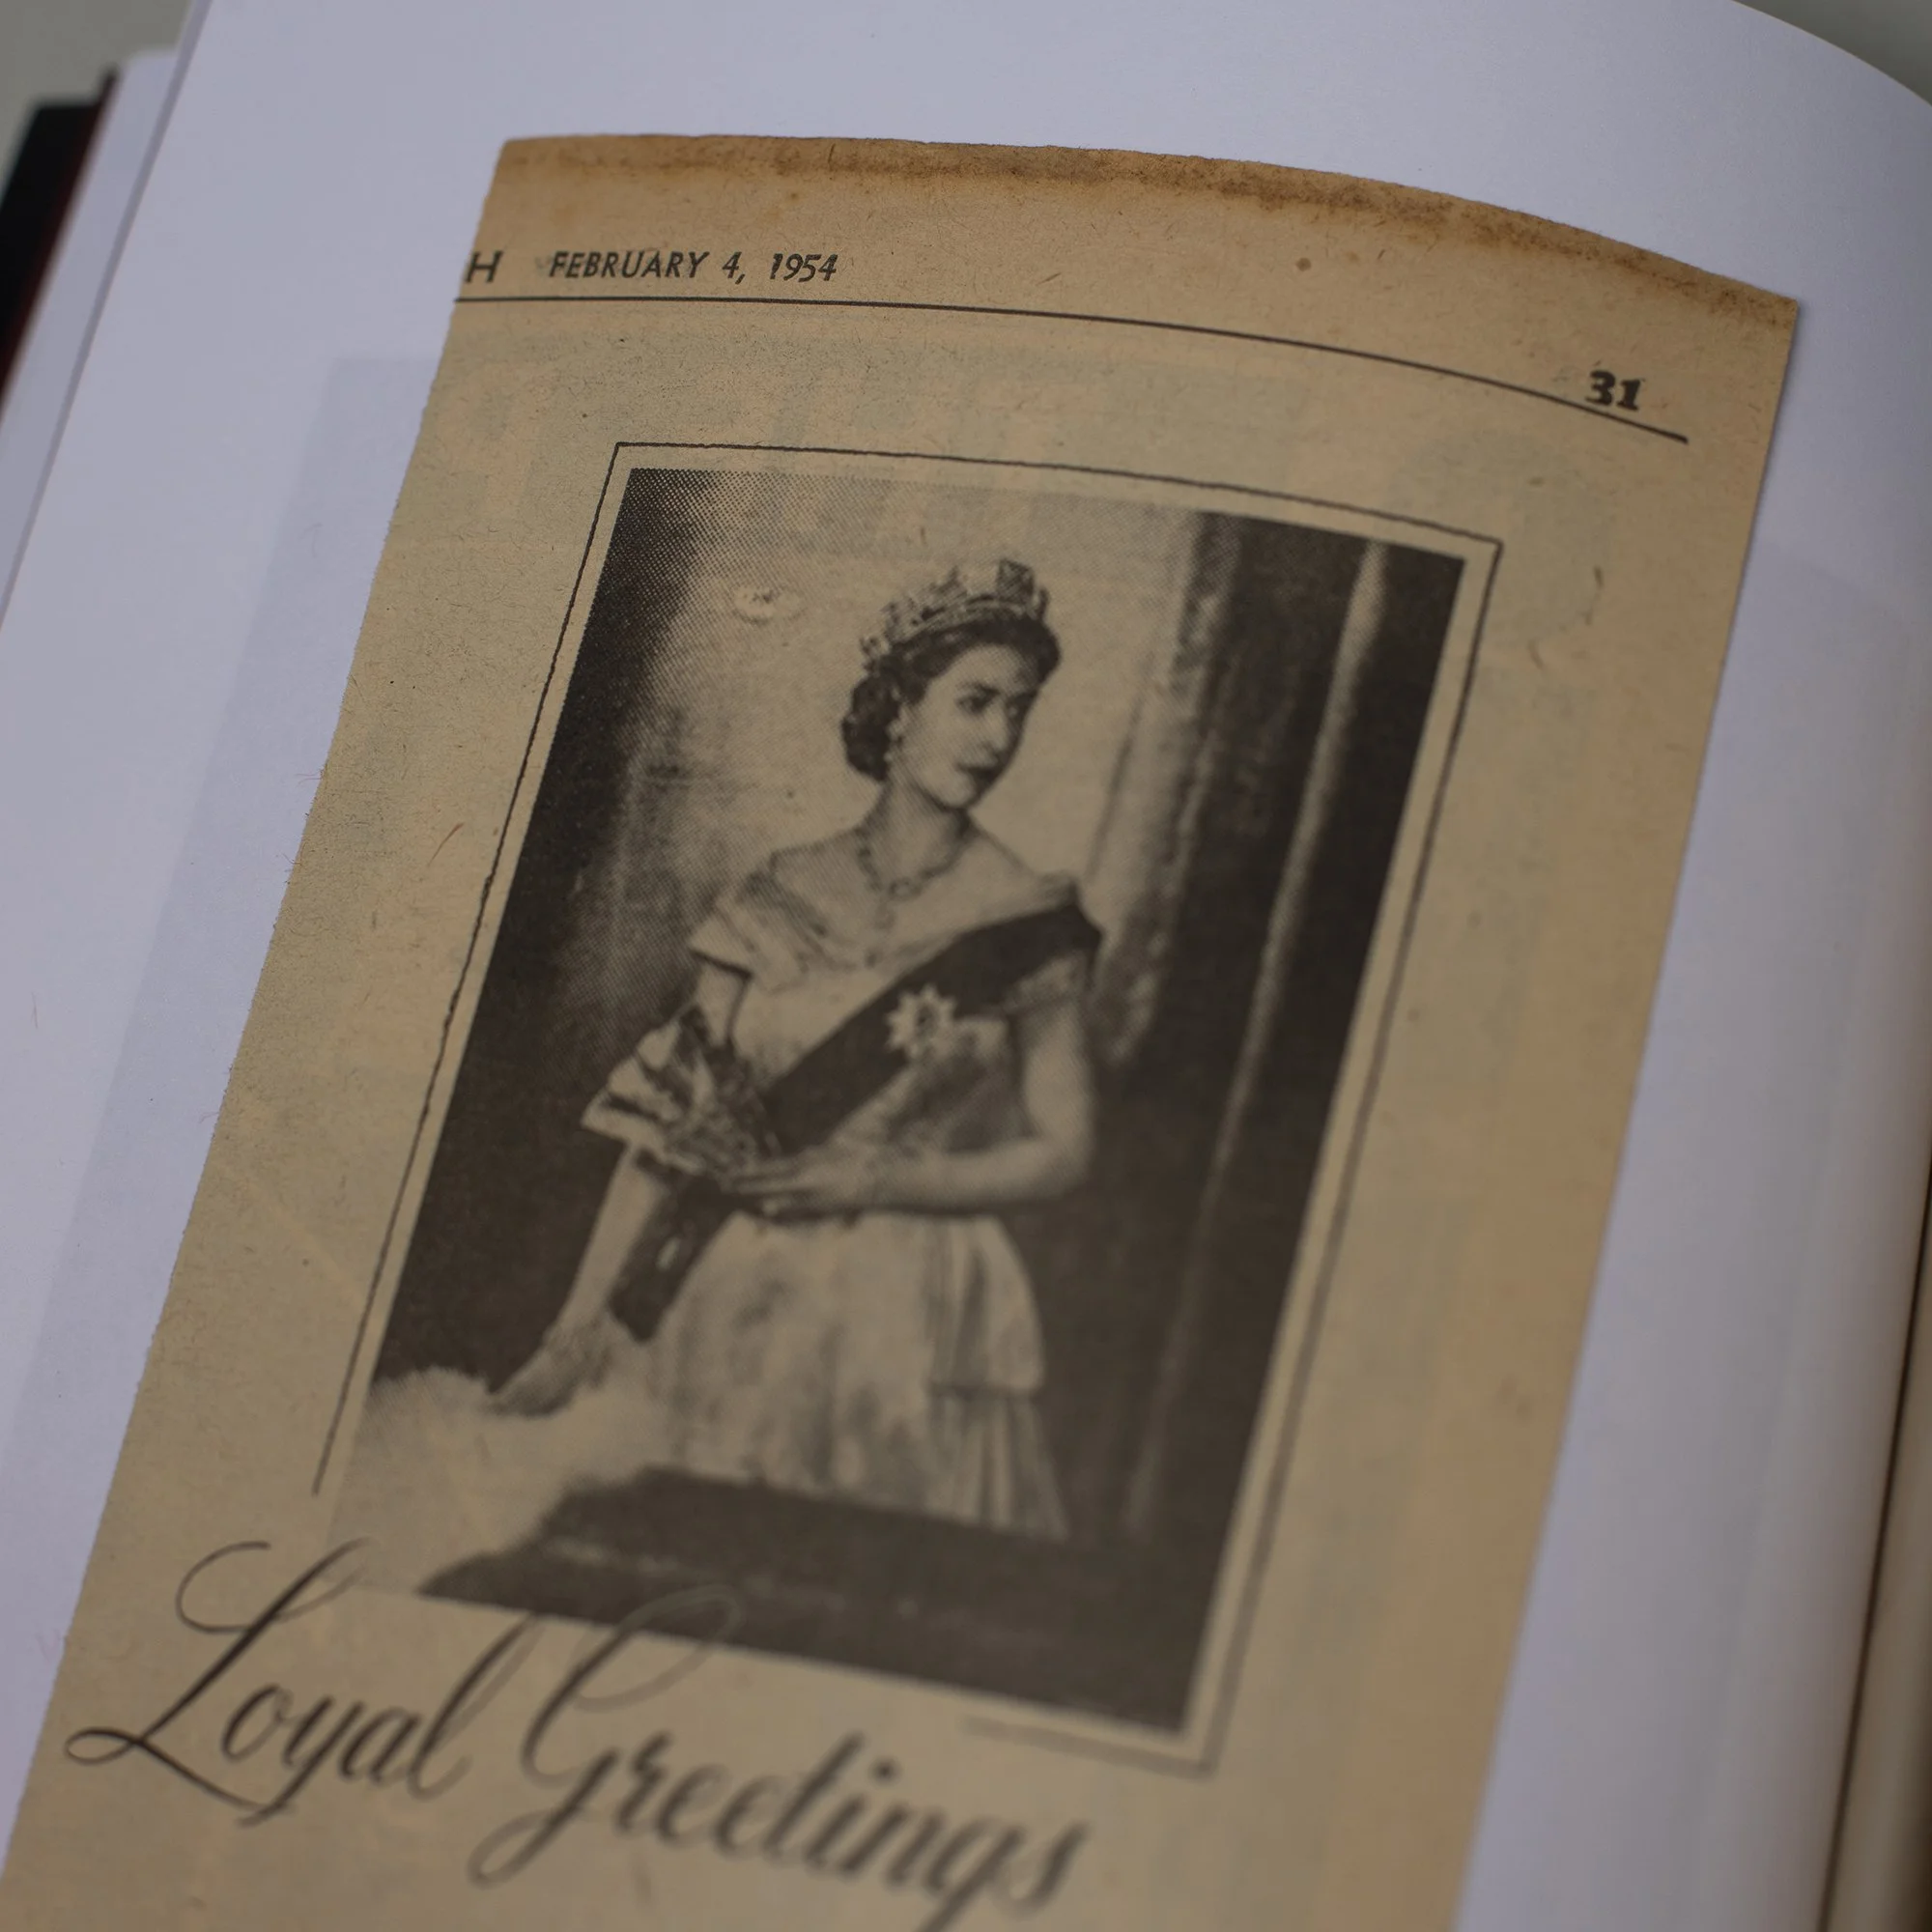 H FEBRUARY 4, 1954
31
Loyal Greetings